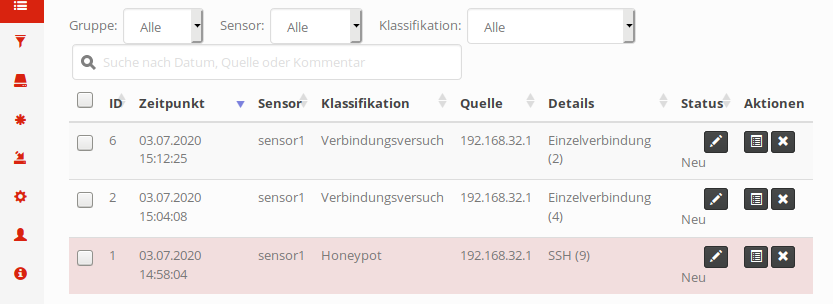 Gruppe: Alle Sensor: Alle Klassifikation: Alle
Suche nach Datum, Quelle oder Kommentar
ID Zeitpunkt Sensor Klassifikation Quelle Details Status Aktionen
6 03.07.2020 sensor1 Verbindungsversuch 192.168.32.1 Einzelverbindung
15:12:25 (2) Neu
2 03.07.2020 sensor1 Verbindungsversuch 192.168.32.1 Einzelverbindung
15:04:08 (4) Neu
1 03.07.2020 sensor1 Honeypot 192.168.32.1 SSH (9)
14:58:04 Neu